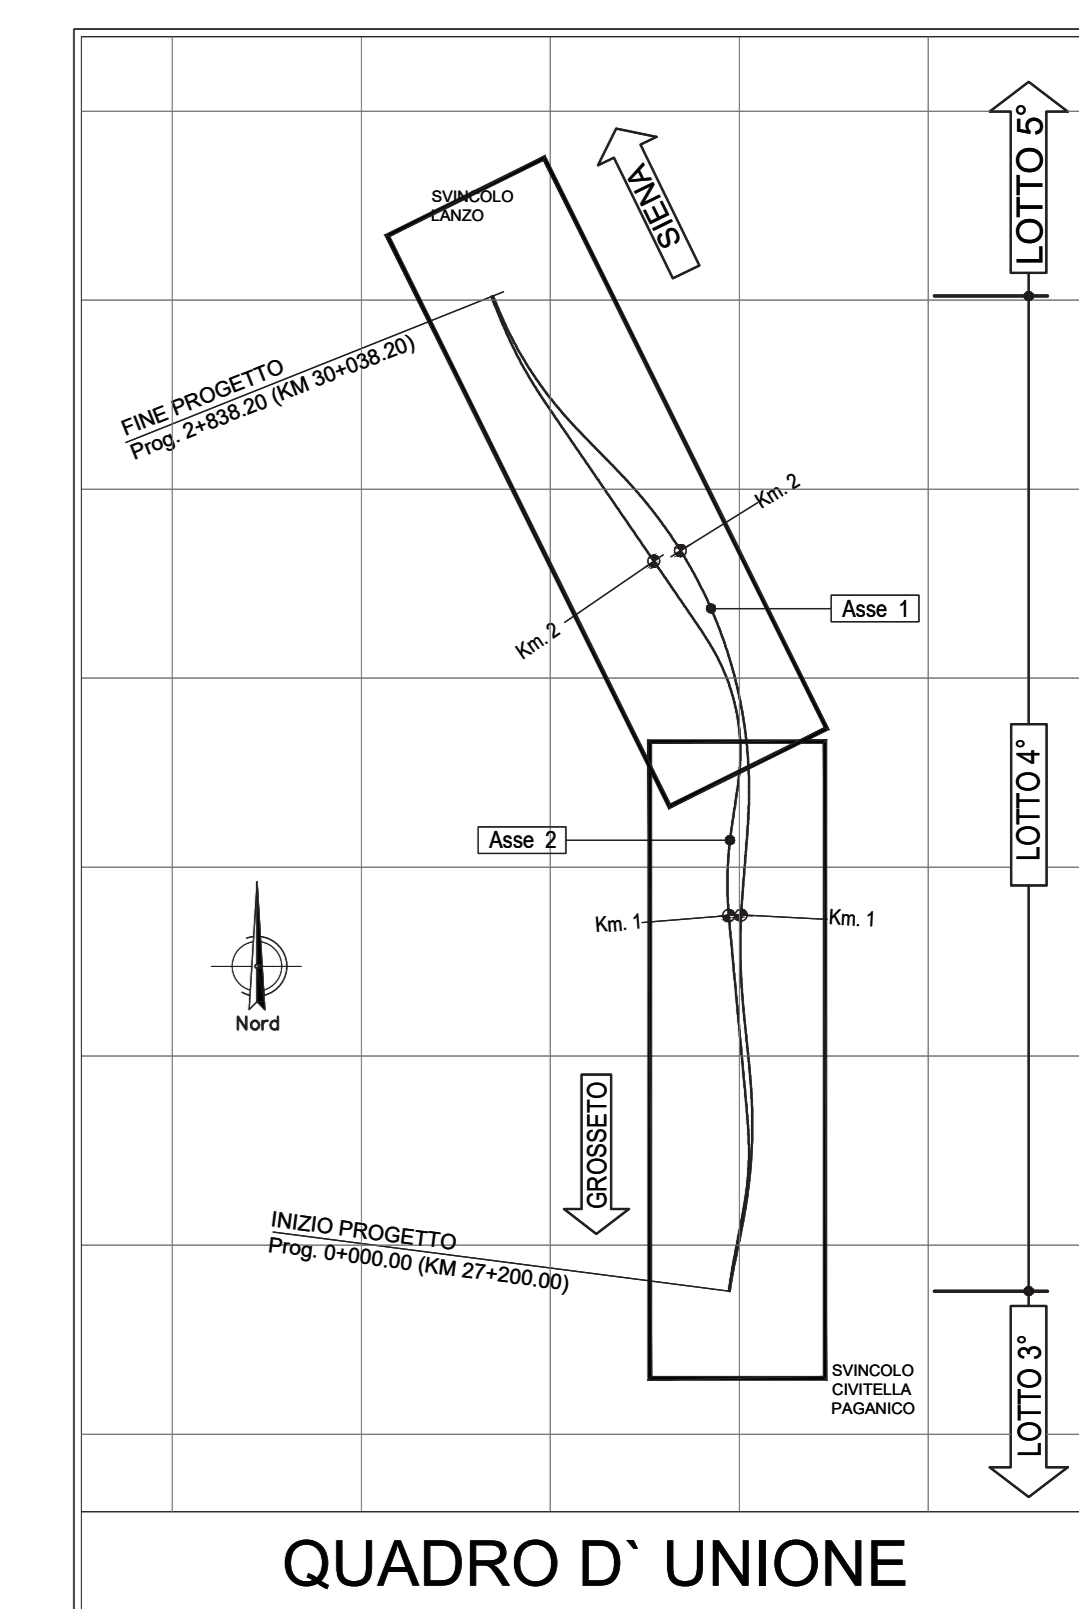 LOTTO 5°
SIENA
SVINCOLO
LANZO
FINE PROGETTO
Prog. 2+838.20 (KM 30+038.20)
Km. 2
Asse 1
Km. 2
LOTTO 4°
Asse 2
Km. 1
Km. 1
Nord
GROSSETO
INIZIO PROGETTO
Prog. 0+000.00 (KM 27+200.00)
SVINCOLO
CIVITELLA
PAGANICO
LOTTO 3°
QUADRO D` UNIONE